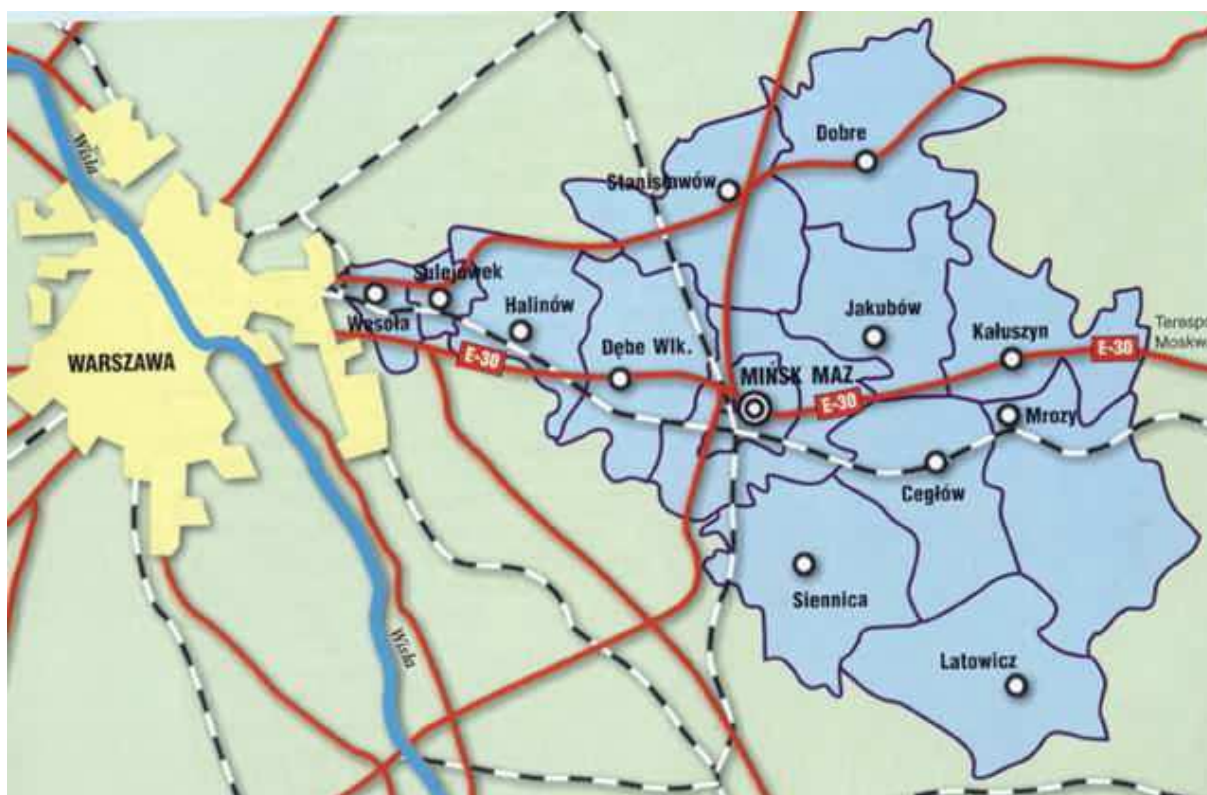 Wisła
Dobre
Stanisławów
Sulejówek
Halinów
Jakubów
Wesoła
Kałuszyn
WARSZAWA
E-30
Dębe Wlk.
E-30
MIŃSK MAZ.
E-30
Mrozy
Cegłów
Siennica
Wisła
Latowicz